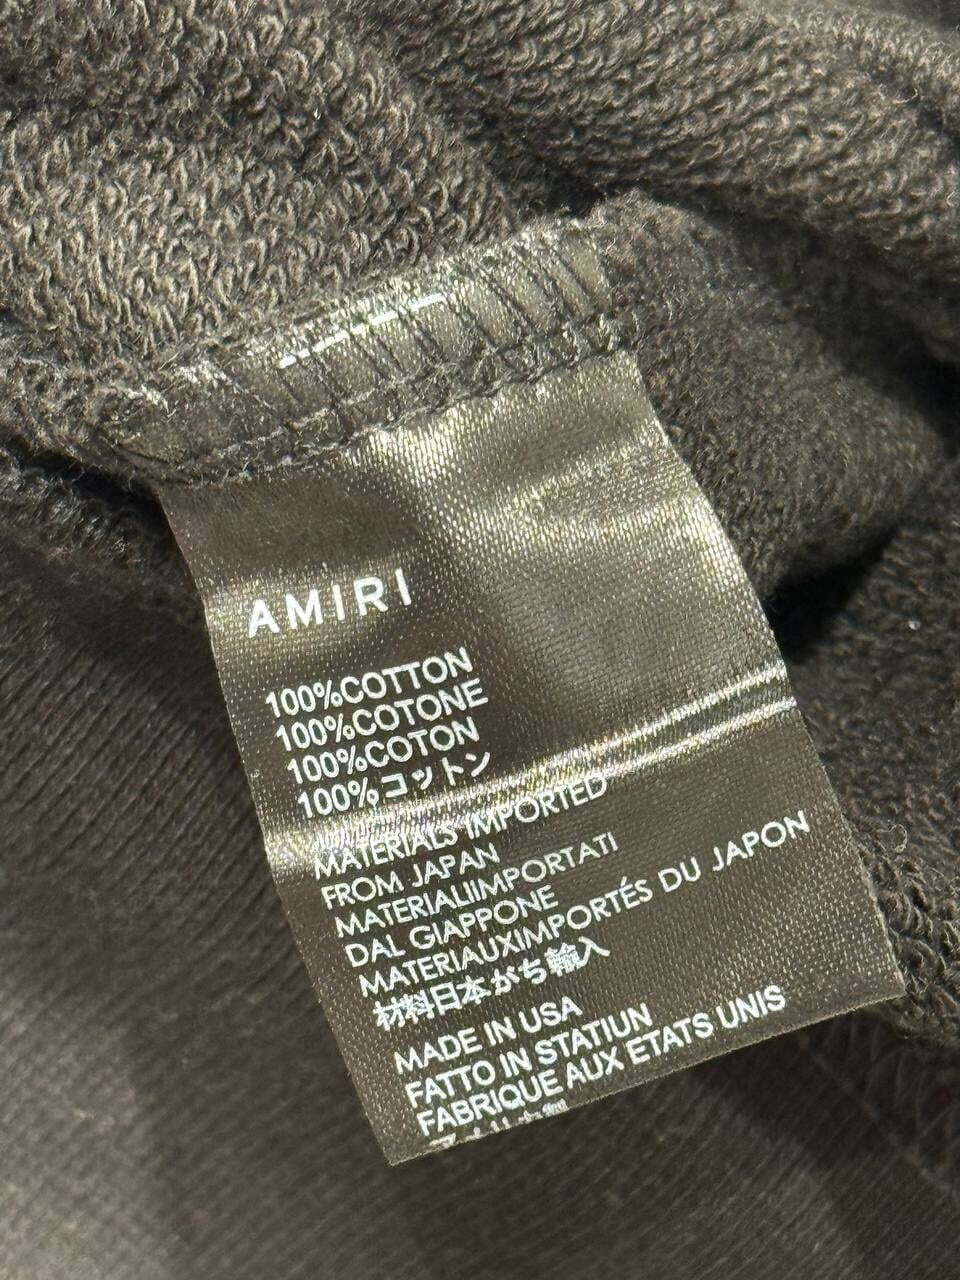 AMIRI
100%COTTON
100%COTONE
100%COTON
100%コットン
MATERIALS IMPORTED
FROM JAPAN
MATERIALIIMPORTATI
DAL GIAPPONE
MATERIAUXIMPORTÉS DU JAPON
材料日本がち輸入
MADE IN USA
FATTO IN STATIUN
FABRIQUE AUX ETATS UNIS